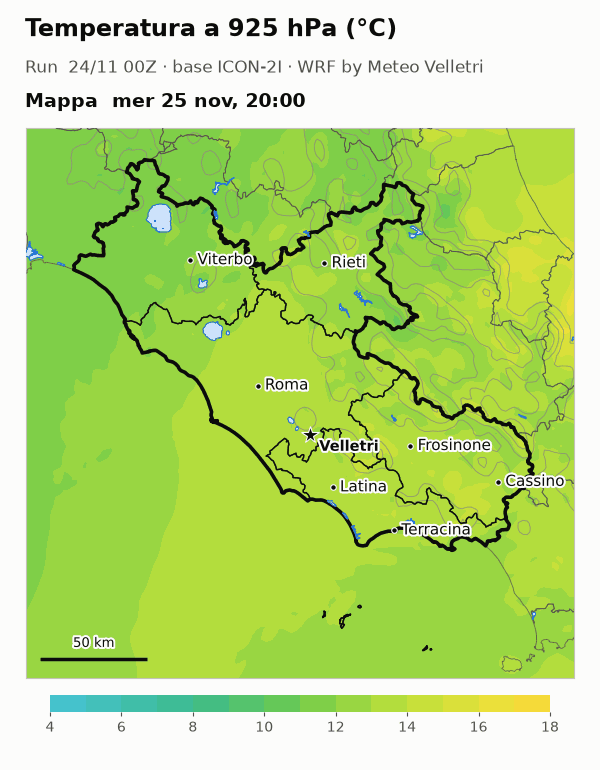 Temperatura a 925 hPa (°C)
Run  24/11 00Z · base ICON-2I · WRF by Meteo Velletri
Mappa  mer 25 nov, 20:00
Viterbo
Rieti
Roma
Velletri
Frosinone
Latina
Cassino
Terracina
50 km
4 6 8 10 12 14 16 18